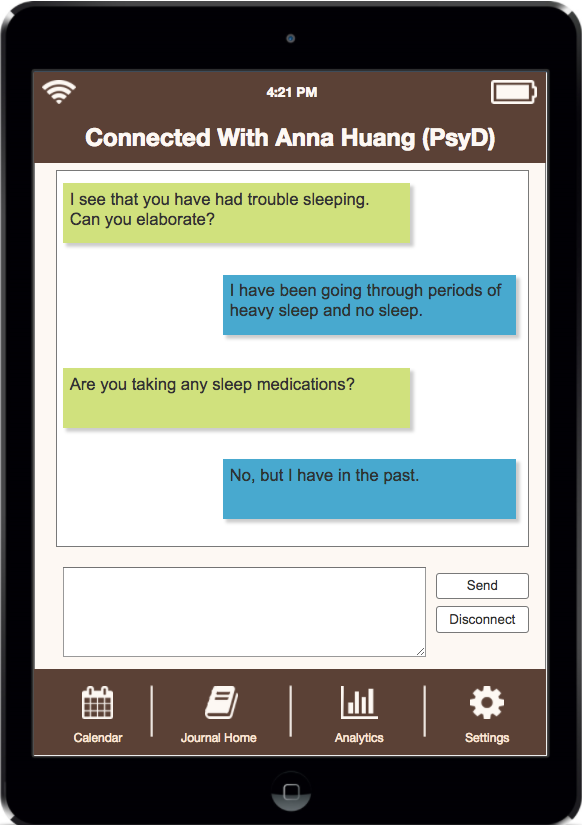 4:21 PM
Connected With Anna Huang (PsyD)
I see that you have had trouble sleeping.
Can you elaborate?
I have been going through periods of
heavy sleep and no sleep.
Are you taking any sleep medications?
No, but I have in the past.
Send
Disconnect
Calendar
Journal Home
Analytics
Settings